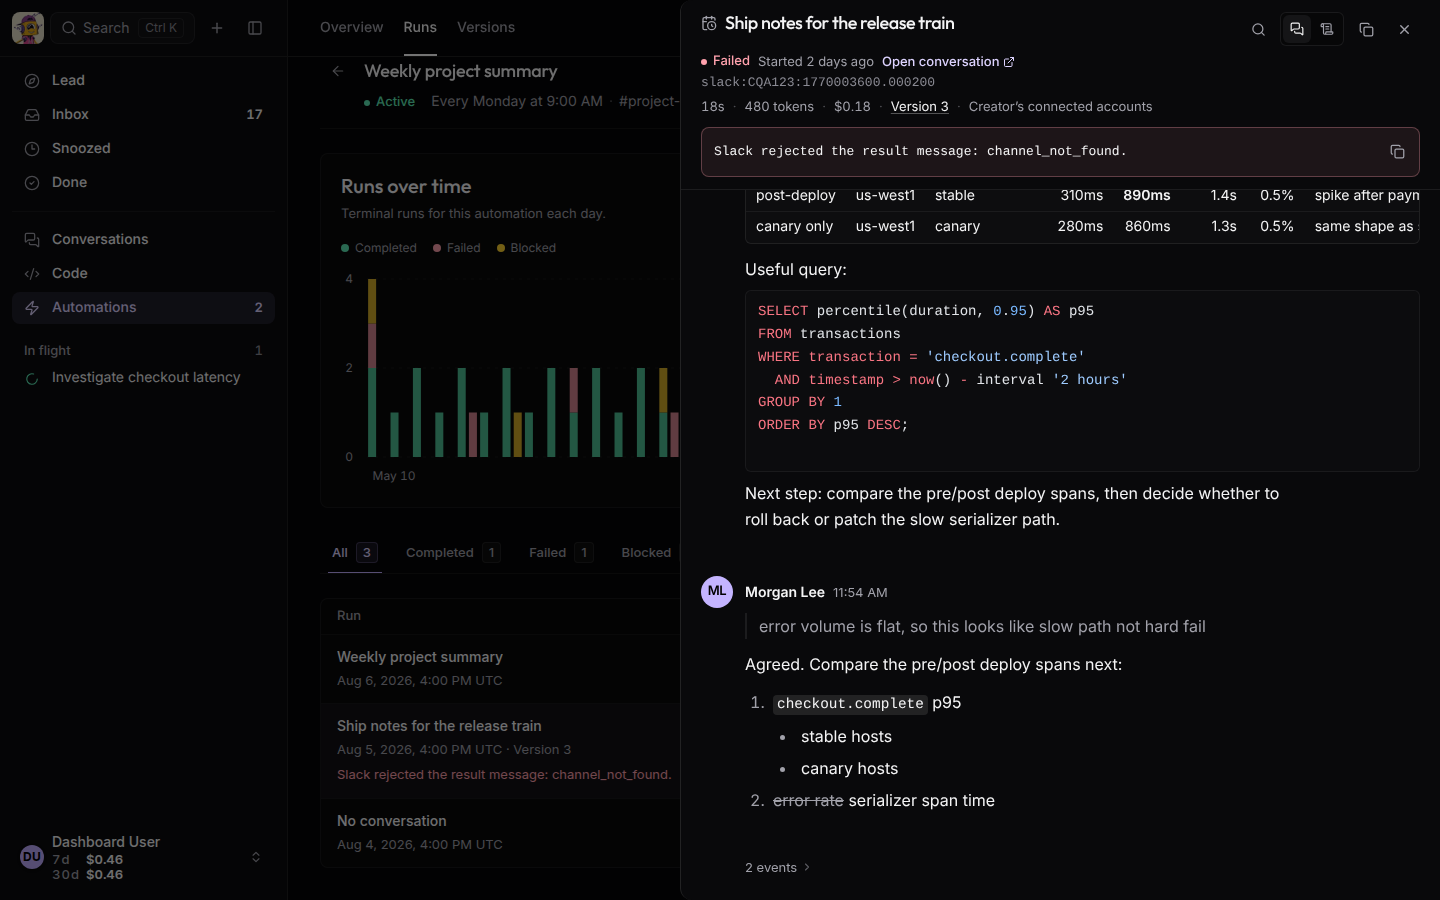 Search
Ctrl K
Lead
Inbox
17
Snoozed
Done
Conversations
Code
Automations
2
In flight
1
Investigate checkout latency
DU
Dashboard User
7d $0.46
30d $0.46
Overview
Runs
Versions
Weekly project summary
Active
Every Monday at 9:00 AM · #project-
Runs over time
Terminal runs for this automation each day.
Completed
Failed
Blocked
4
2
0
May 10
All 3
Completed 1
Failed 1
Blocked
Run
Weekly project summary
Aug 6, 2026, 4:00 PM UTC
Ship notes for the release train
Aug 5, 2026, 4:00 PM UTC · Version 3
Slack rejected the result message: channel_not_found.
No conversation
Aug 4, 2026, 4:00 PM UTC
Ship notes for the release train
Failed Started 2 days ago Open conversation
slack:CQA123:1770003600.000200
18s · 480 tokens · $0.18 · Version 3 · Creator’s connected accounts
Slack rejected the result message: channel_not_found.
post-deploy us-west1 stable 310ms 890ms 1.4s 0.5% spike after paym
canary only us-west1 canary 280ms 860ms 1.3s 0.5% same shape as
Useful query:
SELECT percentile(duration, 0.95) AS p95
FROM transactions
WHERE transaction = 'checkout.complete'
AND timestamp > now() - interval '2 hours'
GROUP BY 1
ORDER BY p95 DESC;
Next step: compare the pre/post deploy spans, then decide whether to
roll back or patch the slow serializer path.
ML
Morgan Lee 11:54 AM
error volume is flat, so this looks like slow path not hard fail
Agreed. Compare the pre/post deploy spans next:
1. checkout.complete p95
• stable hosts
• canary hosts
2. error rate serializer span time
2 events